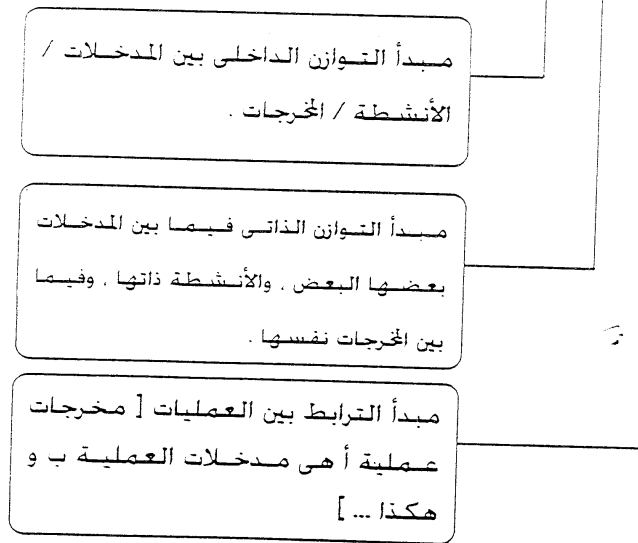 مبدأ التوازن الداخلى بين المدخلات /
الأنشطة / المخرجات .
مبدأ التوازن الذاتى فيما بين المدخلات
بعضها البعض ، والأنشطة ذاتها ، وفيما
بين المخرجات نفسها .
مبدأ الترابط بين العمليات [ مخرجات
عملية أ هى مدخلات العملية ب و
هكذا ... ]